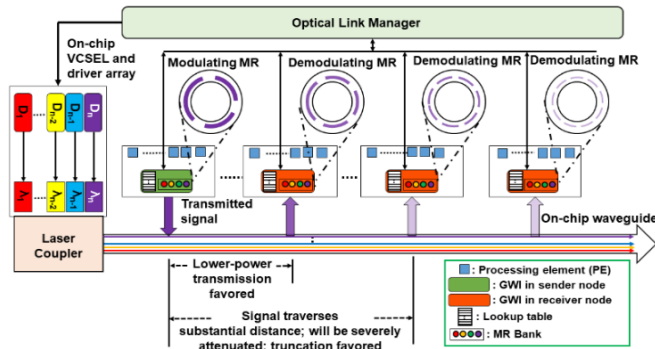 Optical Link Manager
On-chip
VCSEL and
driver array
Modulating MR
Demodulating MR
Demodulating MR
Demodulating MR
D₁
Dₙ₋₂
Dₙ₋₁
Dₙ
λ₁
λₙ₋₂
λₙ₋₁
λₙ
Transmitted
signal
On-chip waveguide
Laser
Coupler
Lower-power
transmission
favored
Signal traverses
substantial distance; will be severely
attenuated; truncation favored
: Processing element (PE)
: GWI in sender node
: GWI in receiver node
: Lookup table
: MR Bank